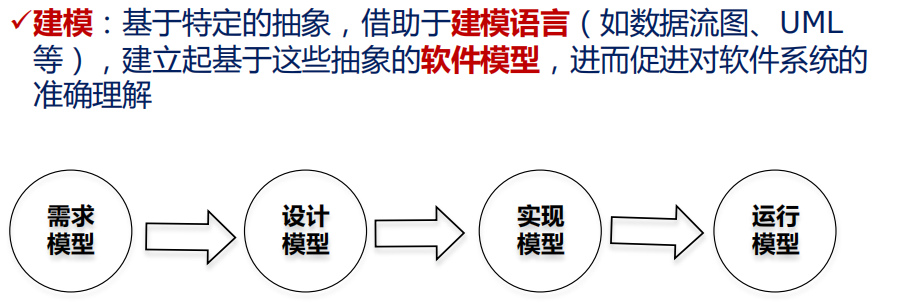 ✓建模：基于特定的抽象，借助于建模语言（如数据流图、UML
等），建立起基于这些抽象的软件模型，进而促进对软件系统的
准确理解
需求
模型
设计
模型
实现
模型
运行
模型